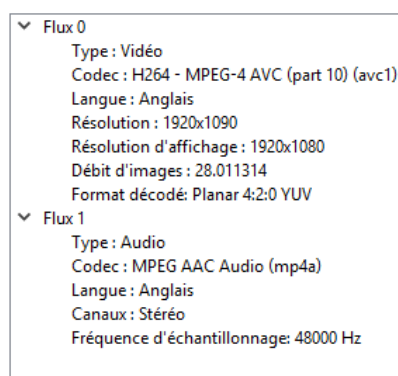 Flux 0
Type : Vidéo
Codec : H264 - MPEG-4 AVC (part 10) (avc1)
Langue : Anglais
Résolution : 1920x1090
Résolution d'affichage : 1920x1080
Débit d'images : 28.011314
Format décodé: Planar 4:2:0 YUV
Flux 1
Type : Audio
Codec : MPEG AAC Audio (mp4a)
Langue : Anglais
Canaux : Stéréo
Fréquence d'échantillonnage: 48000 Hz